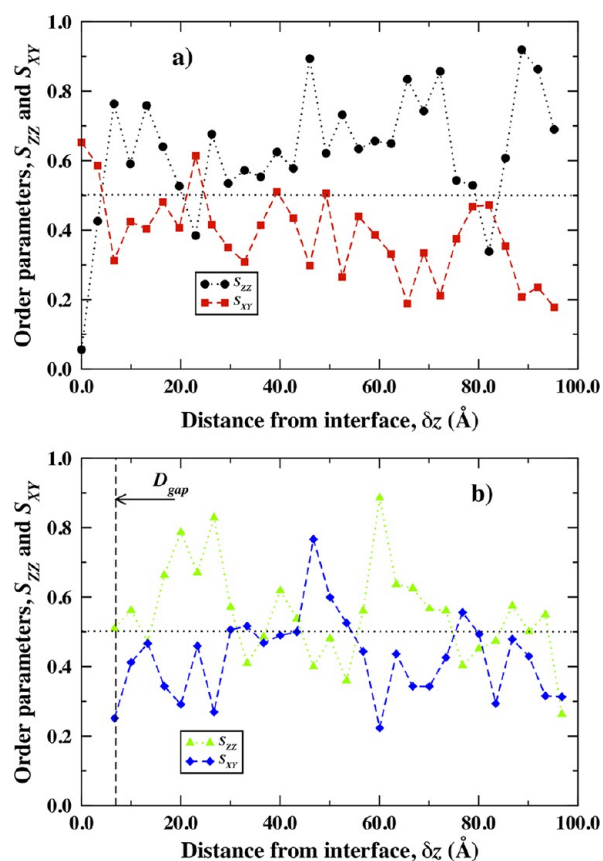 1.0
0.8
0.6
0.4
0.2
0.0
Order parameters, S_ZZ and S_XY
a)
S_ZZ
S_XY
0.0 20.0 40.0 60.0 80.0 100.0
Distance from interface, δz (Å)
1.0
0.8
0.6
0.4
0.2
0.0
Order parameters, S_ZZ and S_XY
D_gap
b)
S_ZZ
S_XY
0.0 20.0 40.0 60.0 80.0 100.0
Distance from interface, δz (Å)